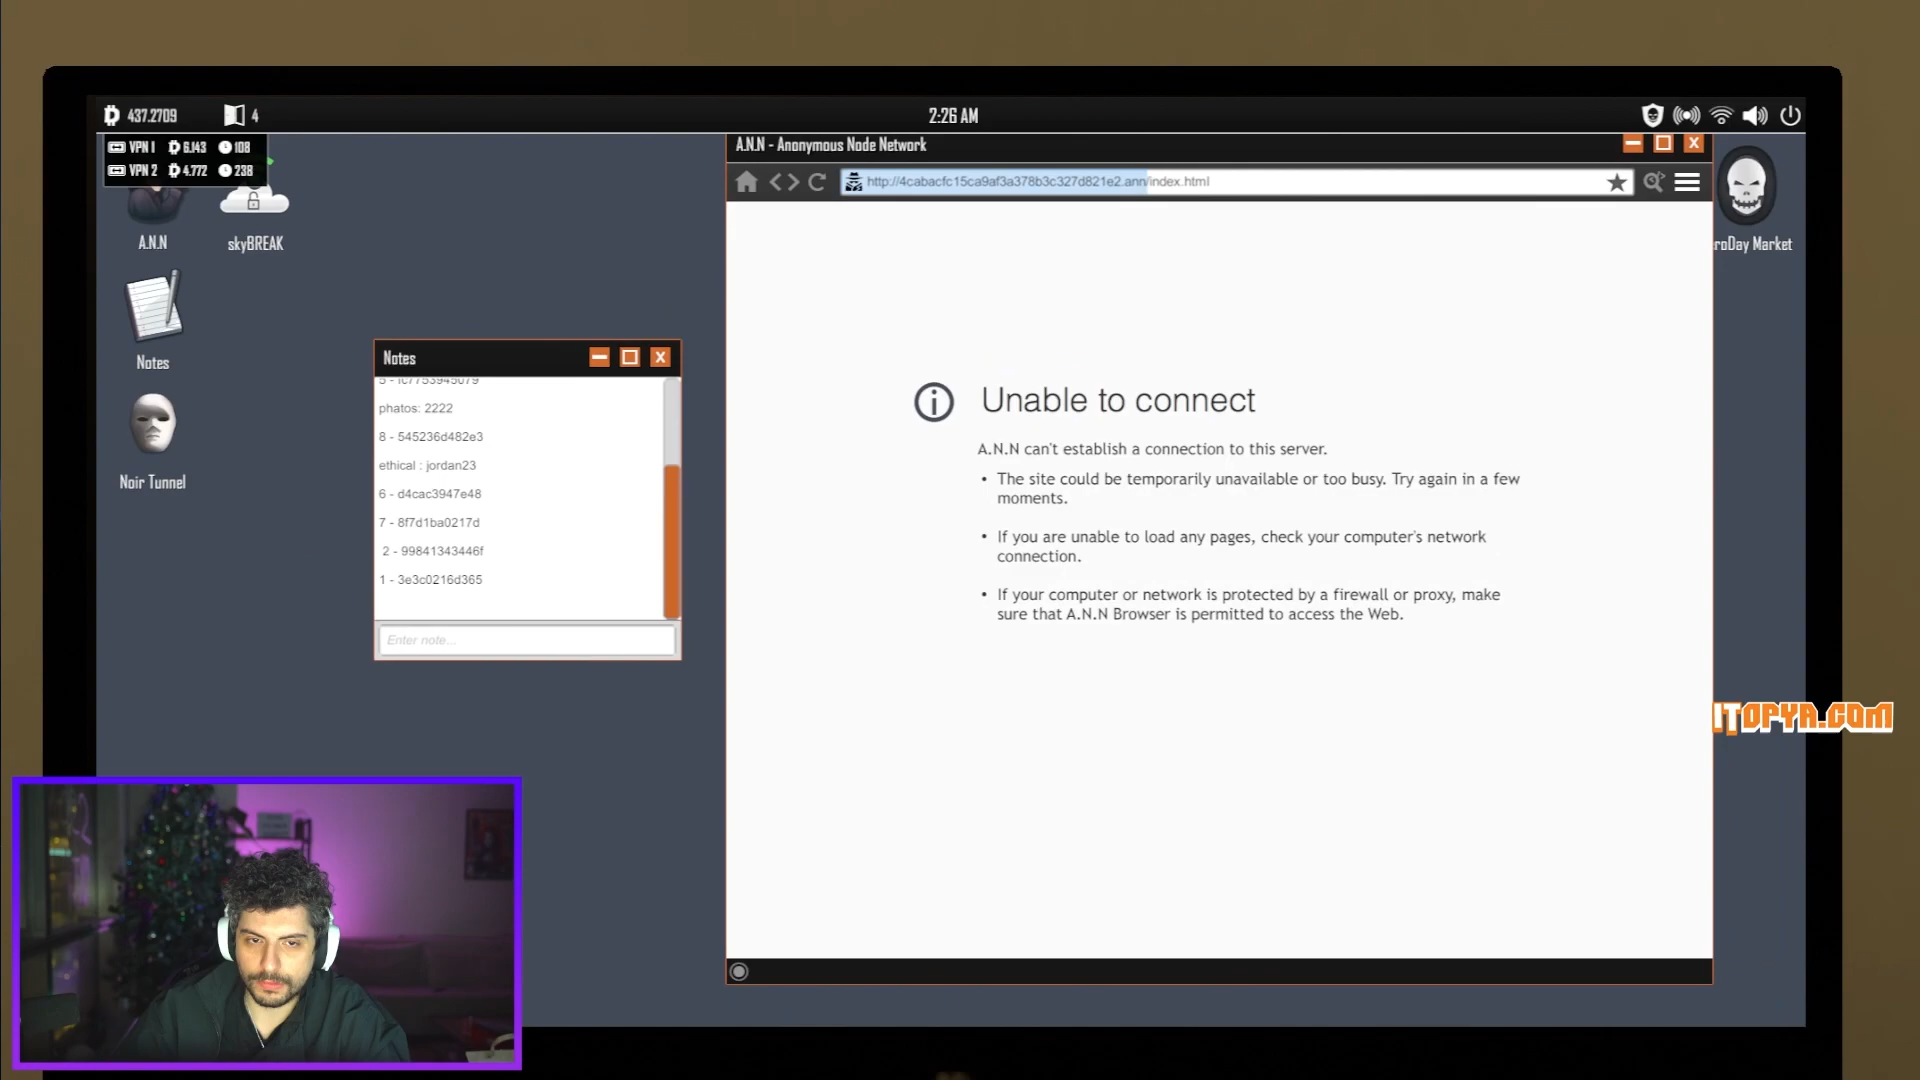 437.2709
4
2:26 AM
VPN 1 6.143 108
VPN 2 4.772 238
A.N.N
skyBREAK
Notes
Noir Tunnel
roDay Market
A.N.N - Anonymous Node Network
http://4cabacfc15ca9af3a378b3c327d821e2.ann/index.html
Unable to connect
A.N.N can't establish a connection to this server.
• The site could be temporarily unavailable or too busy. Try again in a few
moments.
• If you are unable to load any pages, check your computer's network
connection.
• If your computer or network is protected by a firewall or proxy, make
sure that A.N.N Browser is permitted to access the Web.
Notes
phatos: 2222
8 - 545236d482e3
ethical : jordan23
6 - d4cac3947e48
7 - 8f7d1ba0217d
2 - 99841343446f
1 - 3e3c0216d365
Enter note...
ITOPYA.COM